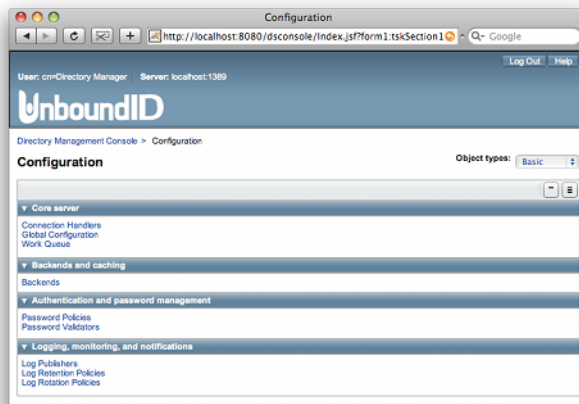 Configuration
http://localhost:8080/dsconsole/Index.jsf?form1:tskSection1
Google
Log Out Help
User: cn=Directory Manager Server: localhost:1389
UnboundID
Directory Management Console > Configuration
Configuration
Object types: Basic
Core server
Connection Handlers
Global Configuration
Work Queue
Backends and caching
Backends
Authentication and password management
Password Policies
Password Validators
Logging, monitoring, and notifications
Log Publishers
Log Retention Policies
Log Rotation Policies